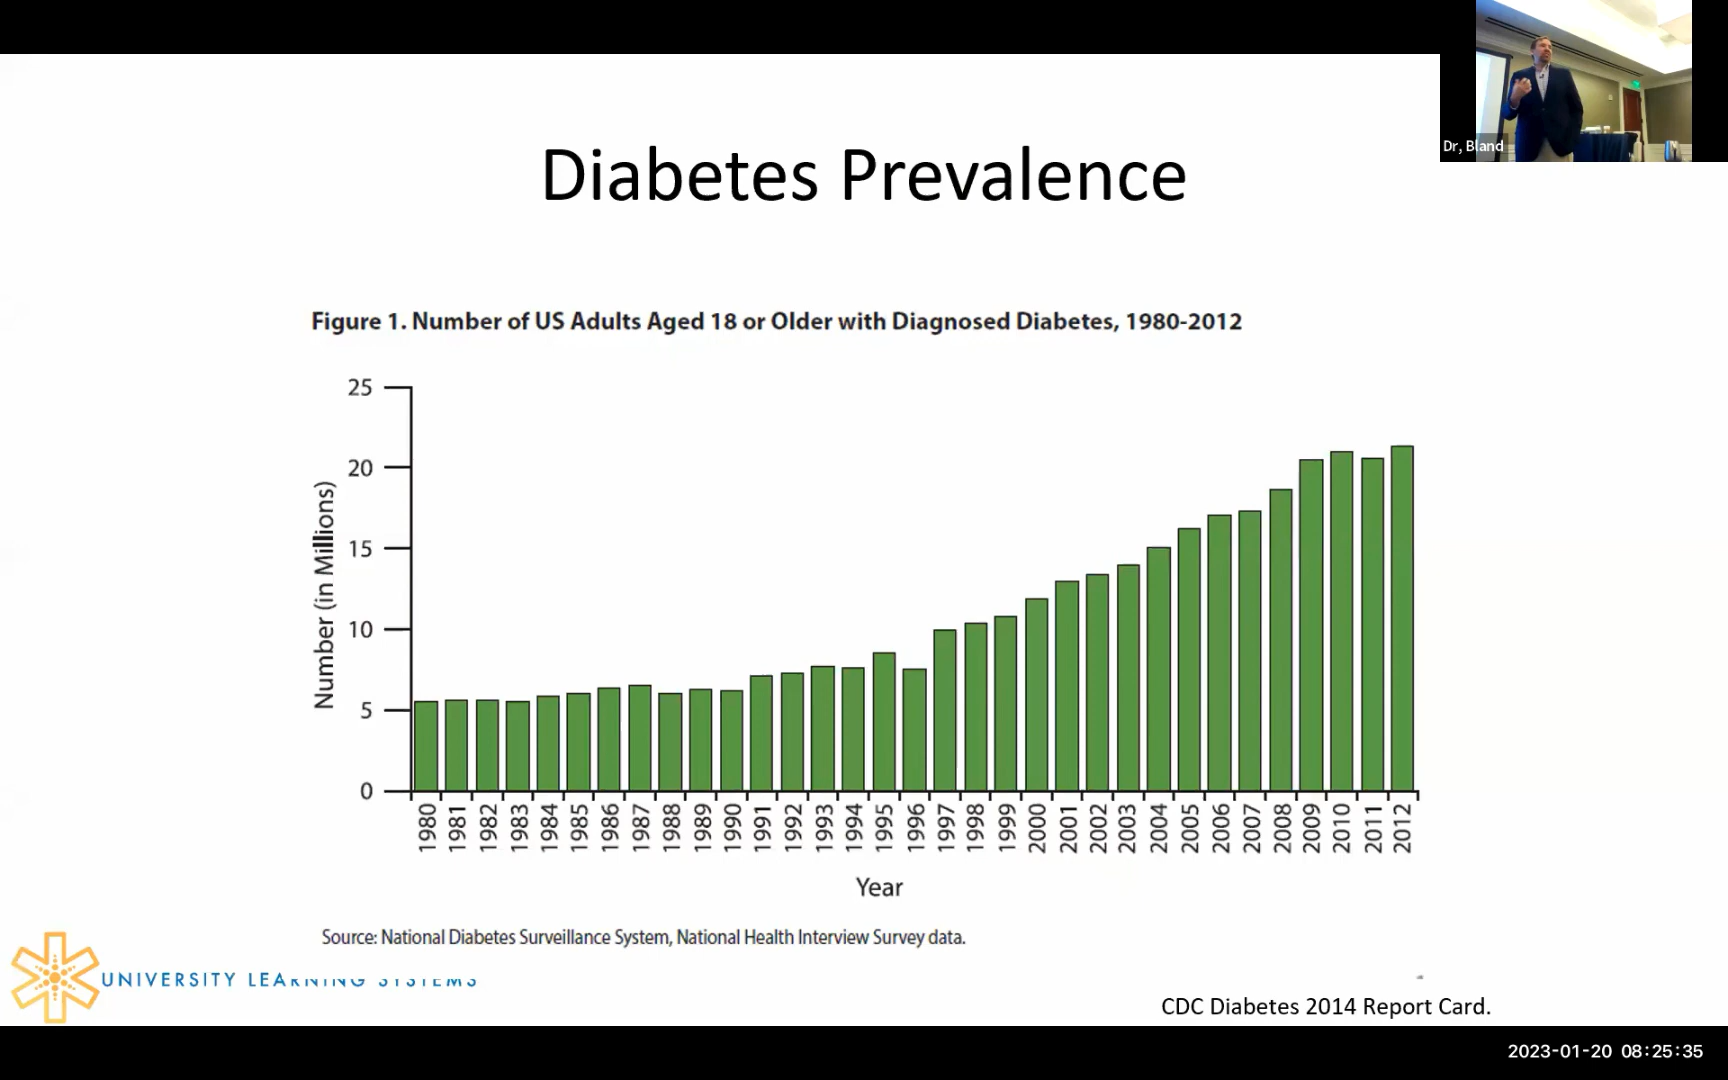 Dr, Bland
Diabetes Prevalence
Figure 1. Number of US Adults Aged 18 or Older with Diagnosed Diabetes, 1980-2012
Number (in Millions)
25
20
15
10
5
0
1980 1981 1982 1983 1984 1985 1986 1987 1988 1989 1990 1991 1992 1993 1994 1995 1996 1997 1998 1999 2000 2001 2002 2003 2004 2005 2006 2007 2008 2009 2010 2011 2012
Year
Source: National Diabetes Surveillance System, National Health Interview Survey data.
UNIVERSITY LEARNING SYSTEMS
CDC Diabetes 2014 Report Card.
2023-01-20 08:25:35